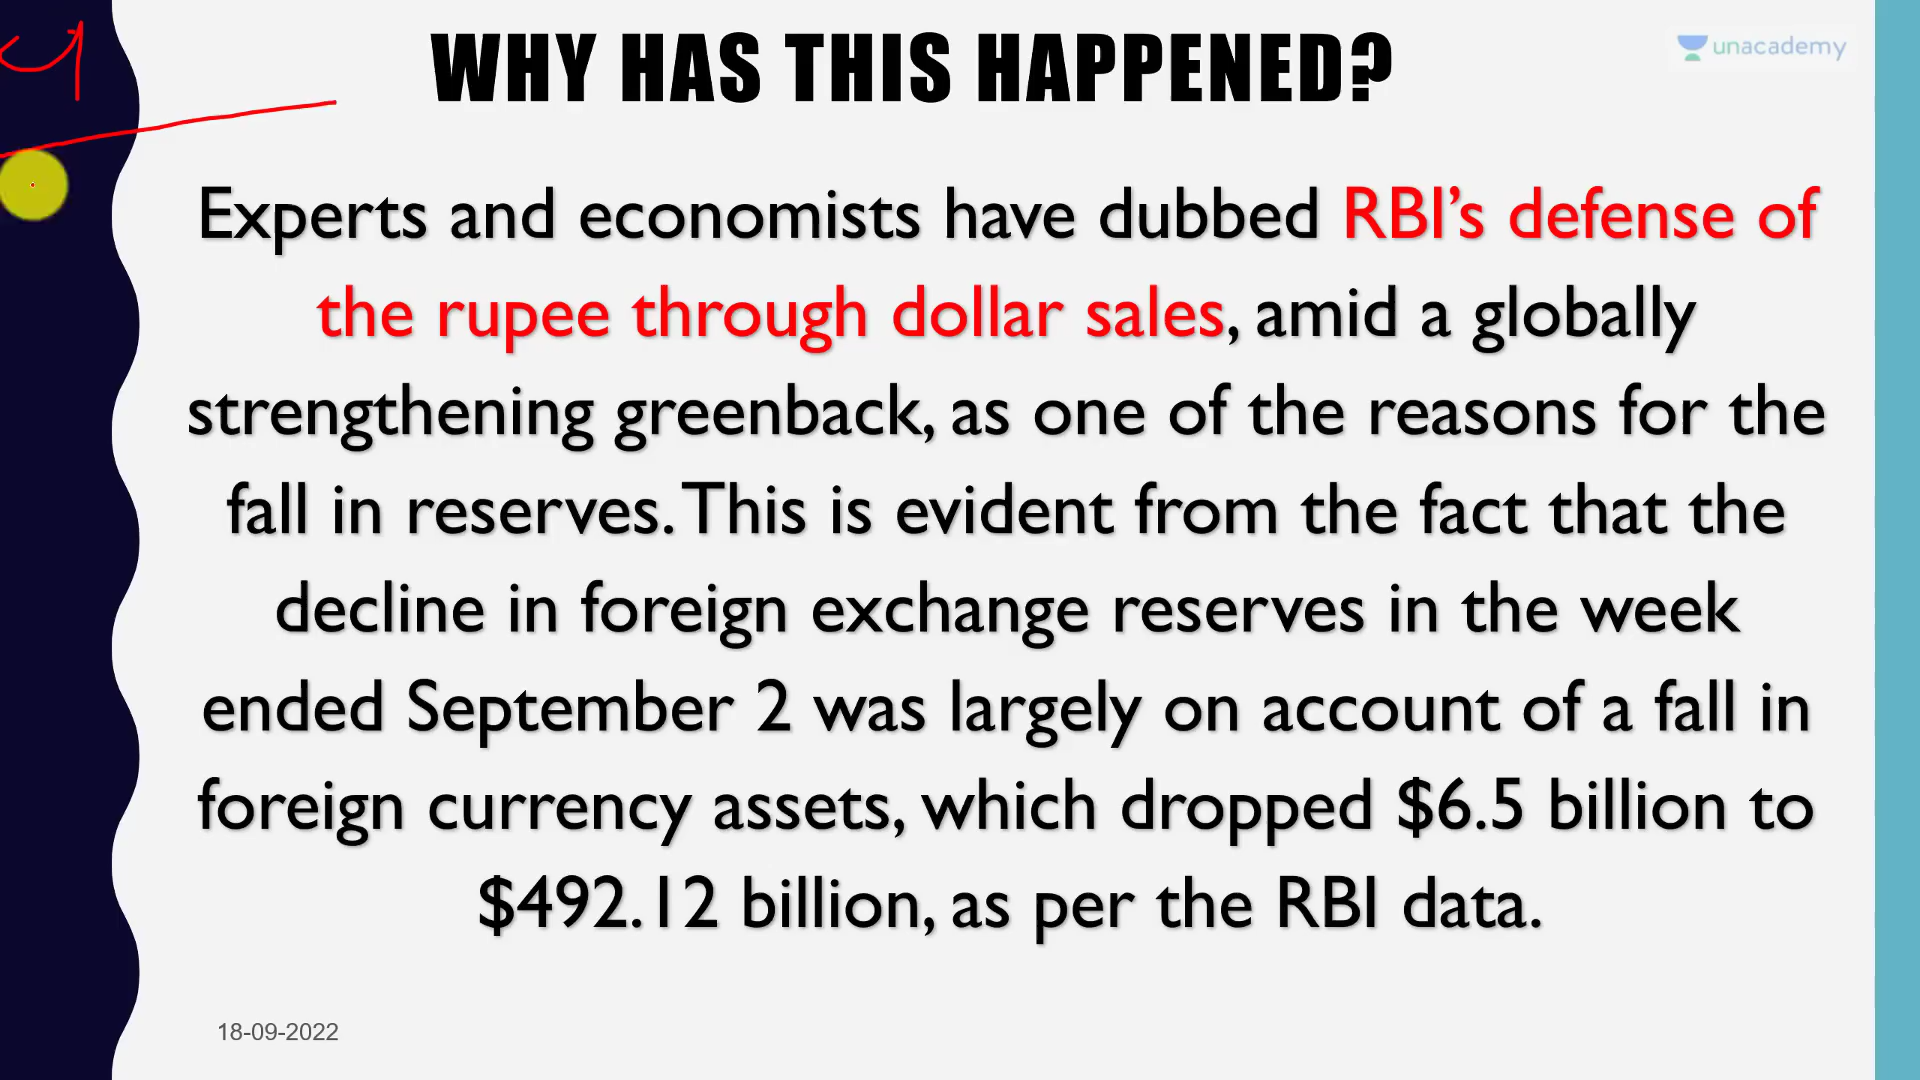 WHY HAS THIS HAPPENED?
unacademy
Experts and economists have dubbed RBI’s defense of
the rupee through dollar sales, amid a globally
strengthening greenback, as one of the reasons for the
fall in reserves. This is evident from the fact that the
decline in foreign exchange reserves in the week
ended September 2 was largely on account of a fall in
foreign currency assets, which dropped $6.5 billion to
$492.12 billion, as per the RBI data.
18-09-2022